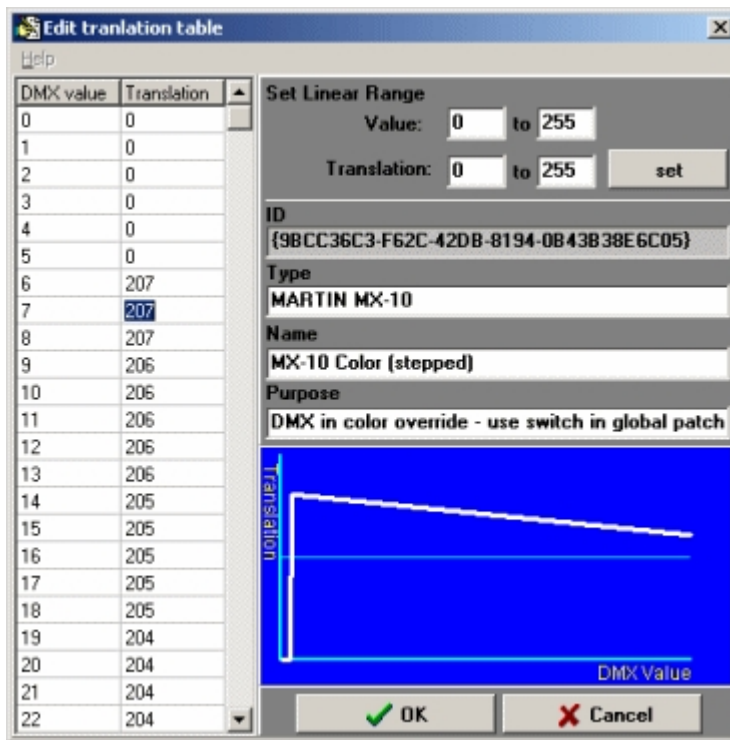 Edit tranlation table
Help
DMX value Translation
0 0
1 0
2 0
3 0
4 0
5 0
6 207
7 207
8 207
9 206
10 206
11 206
12 206
13 206
14 205
15 205
16 205
17 205
18 205
19 204
20 204
21 204
22 204
Set Linear Range
Value: 0 to 255
Translation: 0 to 255 set
ID
{9BCC36C3-F62C-42DB-8194-0B43B38E6C05}
Type
MARTIN MX-10
Name
MX-10 Color (stepped)
Purpose
DMX in color override - use switch in global patch
Translation
DMX Value
OK Cancel